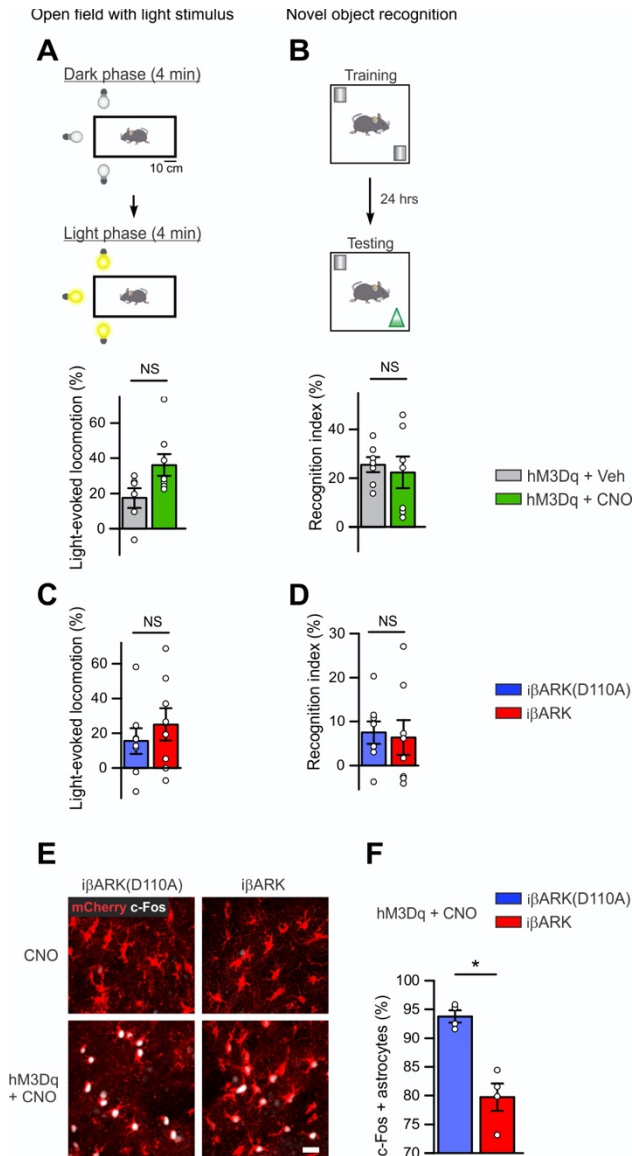 Open field with light stimulus
Novel object recognition
A
Dark phase (4 min)
10 cm
Light phase (4 min)
NS
Light-evoked locomotion (%)
60
40
20
0
B
Training
24 hrs
Testing
NS
Recognition index (%)
40
20
0
hM3Dq + Veh
hM3Dq + CNO
C
NS
Light-evoked locomotion (%)
60
40
20
0
D
NS
Recognition index (%)
30
20
10
0
iβARK(D110A)
iβARK
E
iβARK(D110A)
iβARK
mCherry c-Fos
CNO
hM3Dq
+ CNO
F
hM3Dq + CNO
iβARK(D110A)
iβARK
*
c-Fos + astrocytes (%)
95
90
85
80
75
70